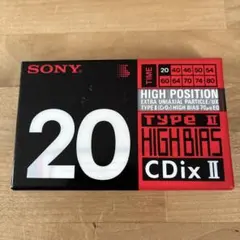 SONY
TIME
20 40 46 50 54
60 64 74 80
HIGH POSITION
EXTRA UNIAXIAL PARTICLE/UX
TYPE II (CrO₂) HIGH BIAS 70μs EQ
TYPE II
HIGH BIAS
20
CDix II